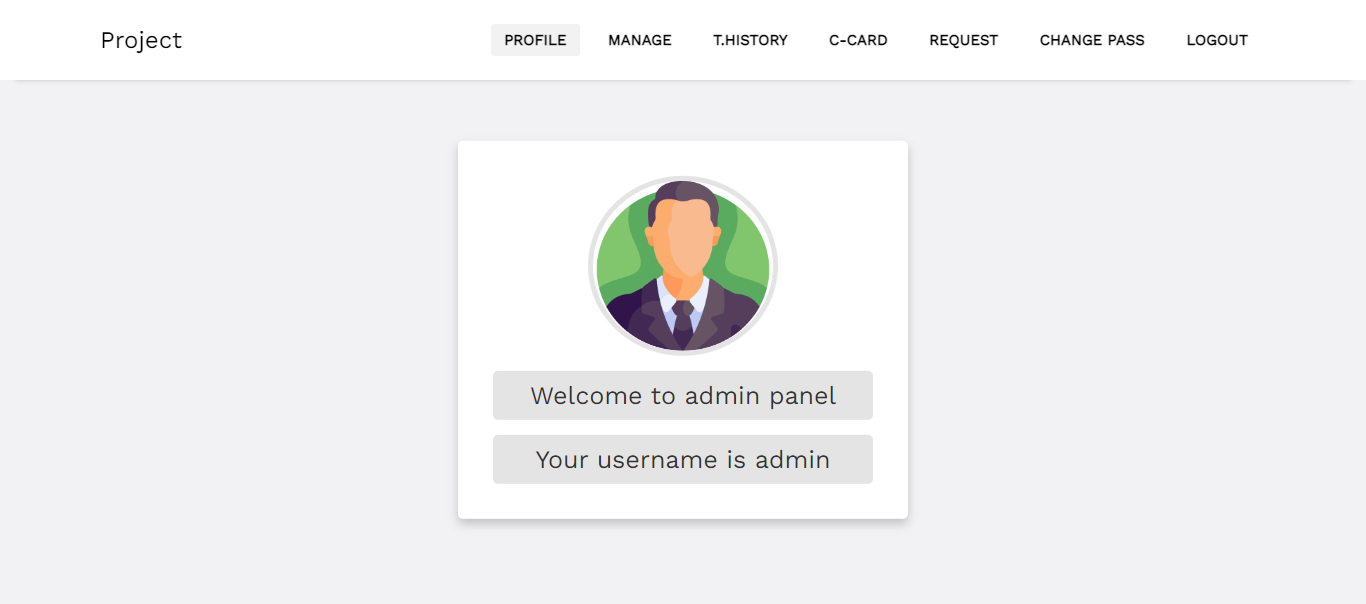 Project
PROFILE MANAGE T.HISTORY C-CARD REQUEST CHANGE PASS LOGOUT
Welcome to admin panel
Your username is admin